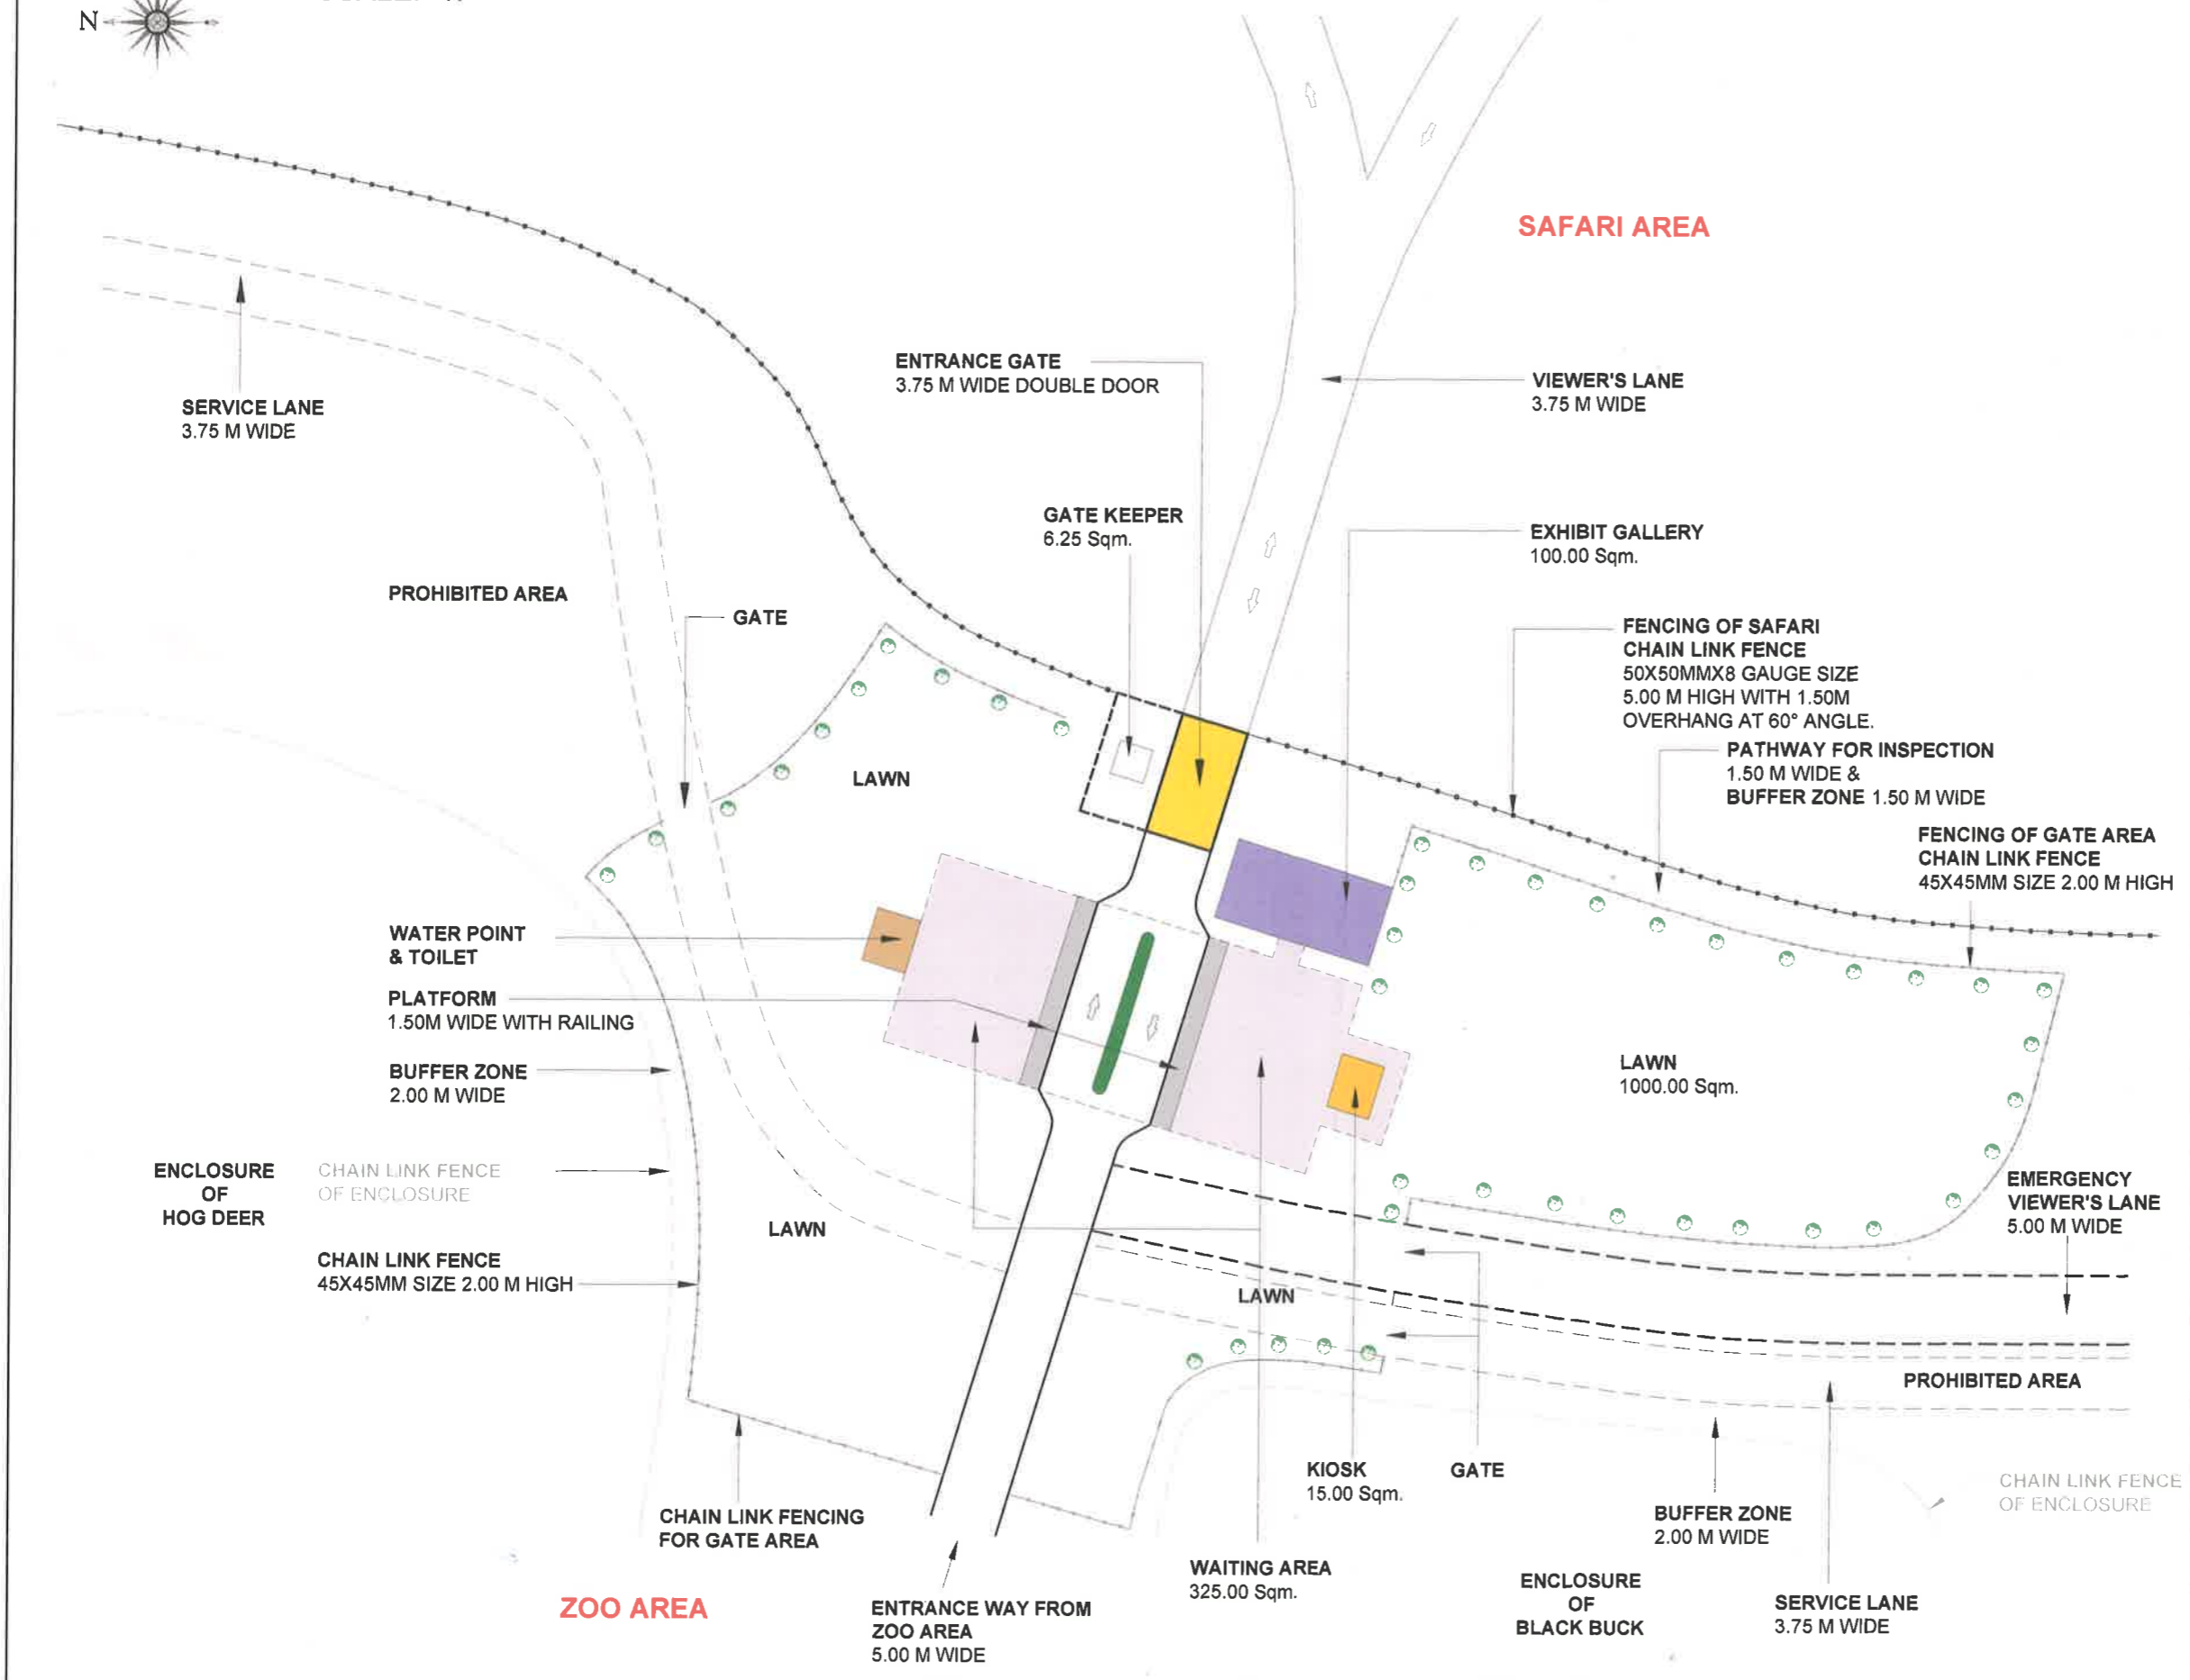 N
SAFARI AREA
ENTRANCE GATE
3.75 M WIDE DOUBLE DOOR
VIEWER'S LANE
3.75 M WIDE
SERVICE LANE
3.75 M WIDE
GATE KEEPER
6.25 Sqm.
EXHIBIT GALLERY
100.00 Sqm.
PROHIBITED AREA
GATE
FENCING OF SAFARI
CHAIN LINK FENCE
50X50MMX8 GAUGE SIZE
5.00 M HIGH WITH 1.50M
OVERHANG AT 60° ANGLE.
PATHWAY FOR INSPECTION
1.50 M WIDE &
BUFFER ZONE 1.50 M WIDE
LAWN
FENCING OF GATE AREA
CHAIN LINK FENCE
45X45MM SIZE 2.00 M HIGH
WATER POINT
& TOILET
PLATFORM
1.50M WIDE WITH RAILING
BUFFER ZONE
2.00 M WIDE
LAWN
1000.00 Sqm.
ENCLOSURE
OF
HOG DEER
CHAIN LINK FENCE
OF ENCLOSURE
EMERGENCY
VIEWER'S LANE
5.00 M WIDE
LAWN
CHAIN LINK FENCE
45X45MM SIZE 2.00 M HIGH
LAWN
PROHIBITED AREA
KIOSK
15.00 Sqm.
GATE
CHAIN LINK FENCE
OF ENCLOSURE
CHAIN LINK FENCING
FOR GATE AREA
BUFFER ZONE
2.00 M WIDE
WAITING AREA
325.00 Sqm.
ENCLOSURE
OF
BLACK BUCK
SERVICE LANE
3.75 M WIDE
ZOO AREA
ENTRANCE WAY FROM
ZOO AREA
5.00 M WIDE